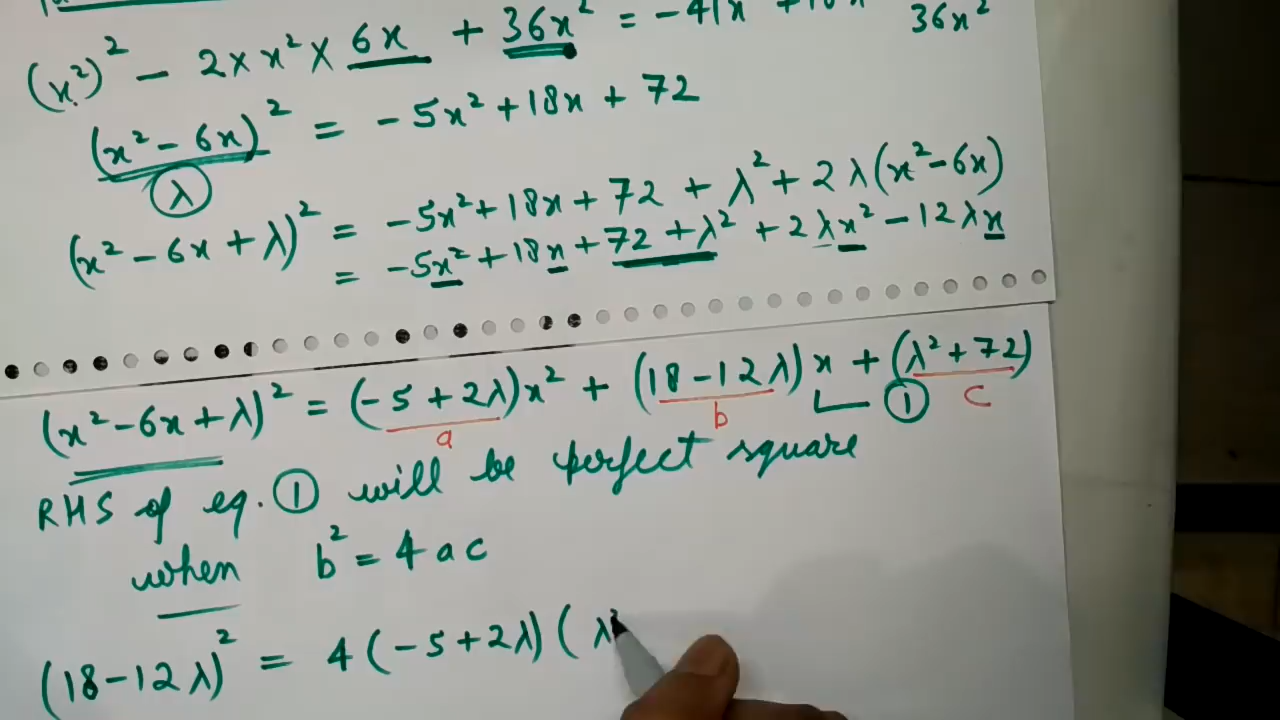 (x²)² - 2×x²×6x + 36x² = -41x² 36x²
(x² - 6x)² = -5x² + 18x + 72
λ
(x² - 6x + λ)² = -5x² + 18x + 72 + λ² + 2λ(x² - 6x)
= -5x² + 18x + 72 + λ² + 2λx² - 12λx
(x² - 6x + λ)² = (-5 + 2λ)x² + (18 - 12λ)x + (λ² + 72)
a b ① c
RHS of eq. ① will be perfect square
when b² = 4ac
(18 - 12λ)² = 4(-5 + 2λ)(λ²